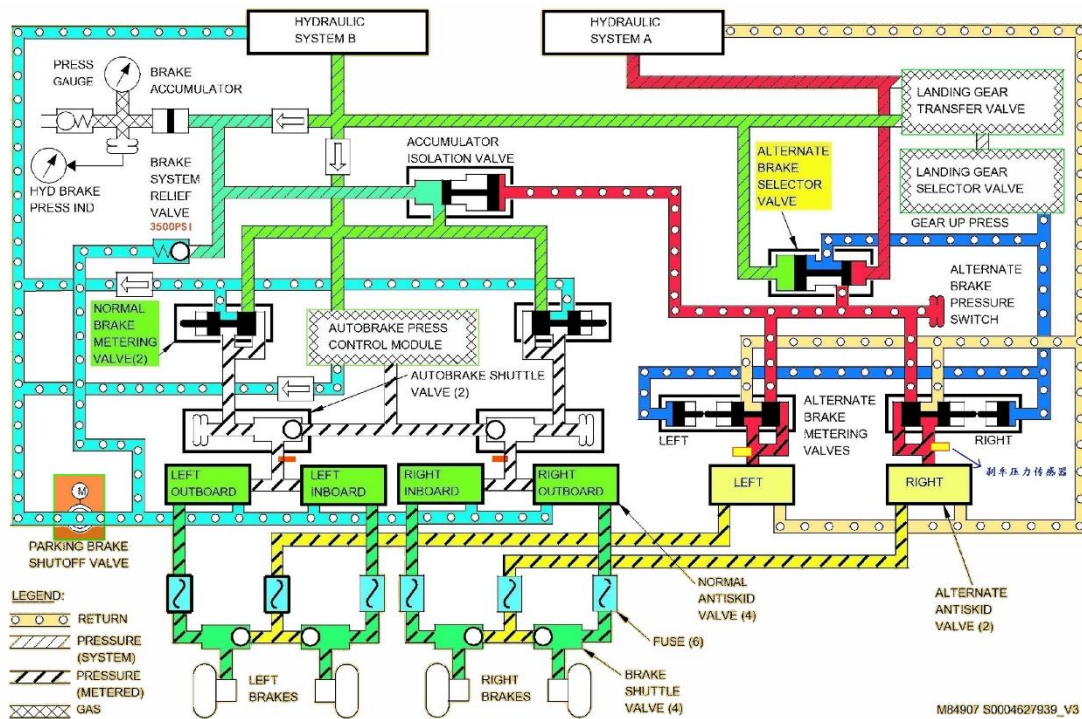 HYDRAULIC
SYSTEM B
HYDRAULIC
SYSTEM A
PRESS
GAUGE
BRAKE
ACCUMULATOR
HYD BRAKE
PRESS IND
BRAKE
SYSTEM
RELIEF
VALVE
3500PSI
ACCUMULATOR
ISOLATION VALVE
ALTERNATE
BRAKE
SELECTOR
VALVE
LANDING GEAR
TRANSFER VALVE
LANDING GEAR
SELECTOR VALVE
GEAR UP PRESS
NORMAL
BRAKE
METERING
VALVE(2)
AUTOBRAKE PRESS
CONTROL MODULE
ALTERNATE
BRAKE
PRESSURE
SWITCH
AUTOBRAKE SHUTTLE
VALVE (2)
LEFT
ALTERNATE
BRAKE
METERING
VALVES
RIGHT
LEFT
OUTBOARD
LEFT
INBOARD
RIGHT
INBOARD
RIGHT
OUTBOARD
LEFT
RIGHT
刹车压力传感器
M
PARKING BRAKE
SHUTOFF VALVE
NORMAL
ANTISKID
VALVE (4)
ALTERNATE
ANTISKID
VALVE (2)
FUSE (6)
BRAKE
SHUTTLE
VALVE (4)
LEFT
BRAKES
RIGHT
BRAKES
LEGEND:
RETURN
PRESSURE
(SYSTEM)
PRESSURE
(METERED)
GAS
M84907 S0004627939_V3